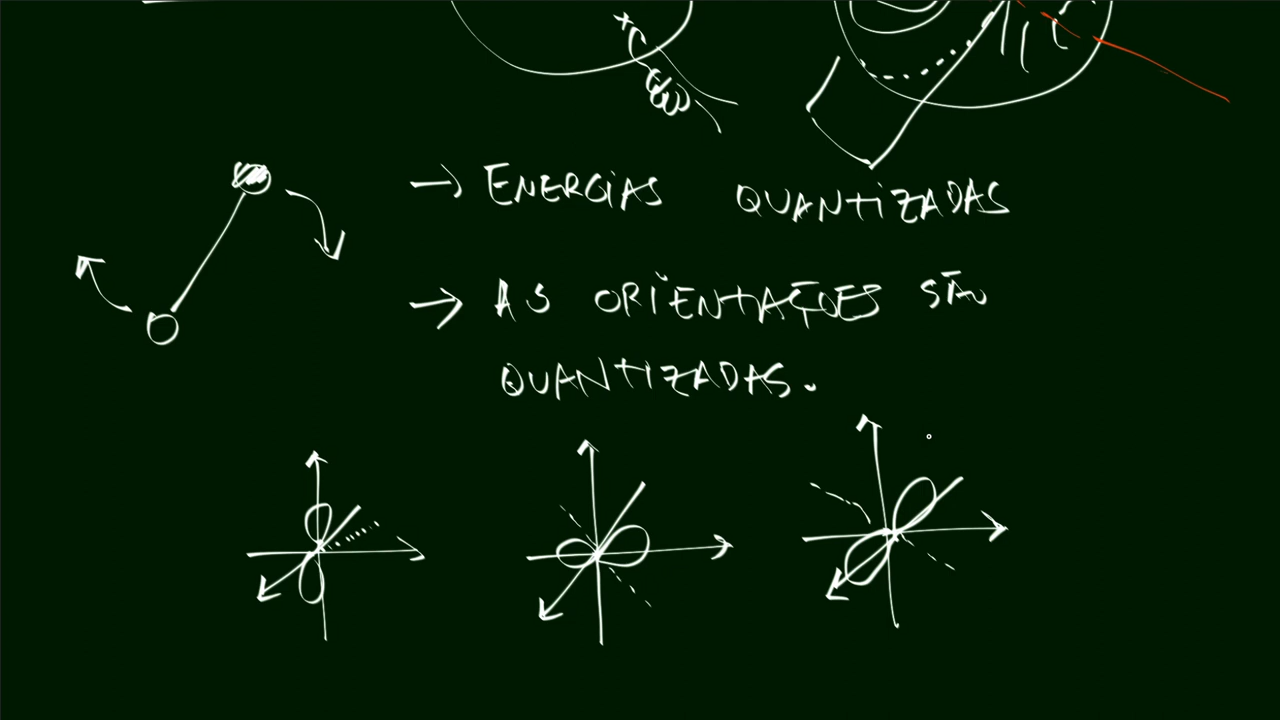 → ENERGIAS QUANTIZADAS
→ AS ORIENTAÇÕES SÃO
QUANTIZADAS.